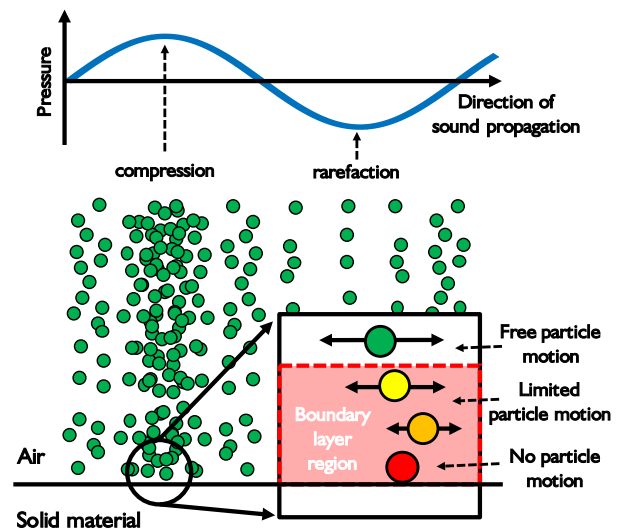 Pressure
Direction of
sound propagation
compression
rarefaction
Free particle
motion
Limited
particle motion
Boundary
layer
region
No particle
motion
Air
Solid material